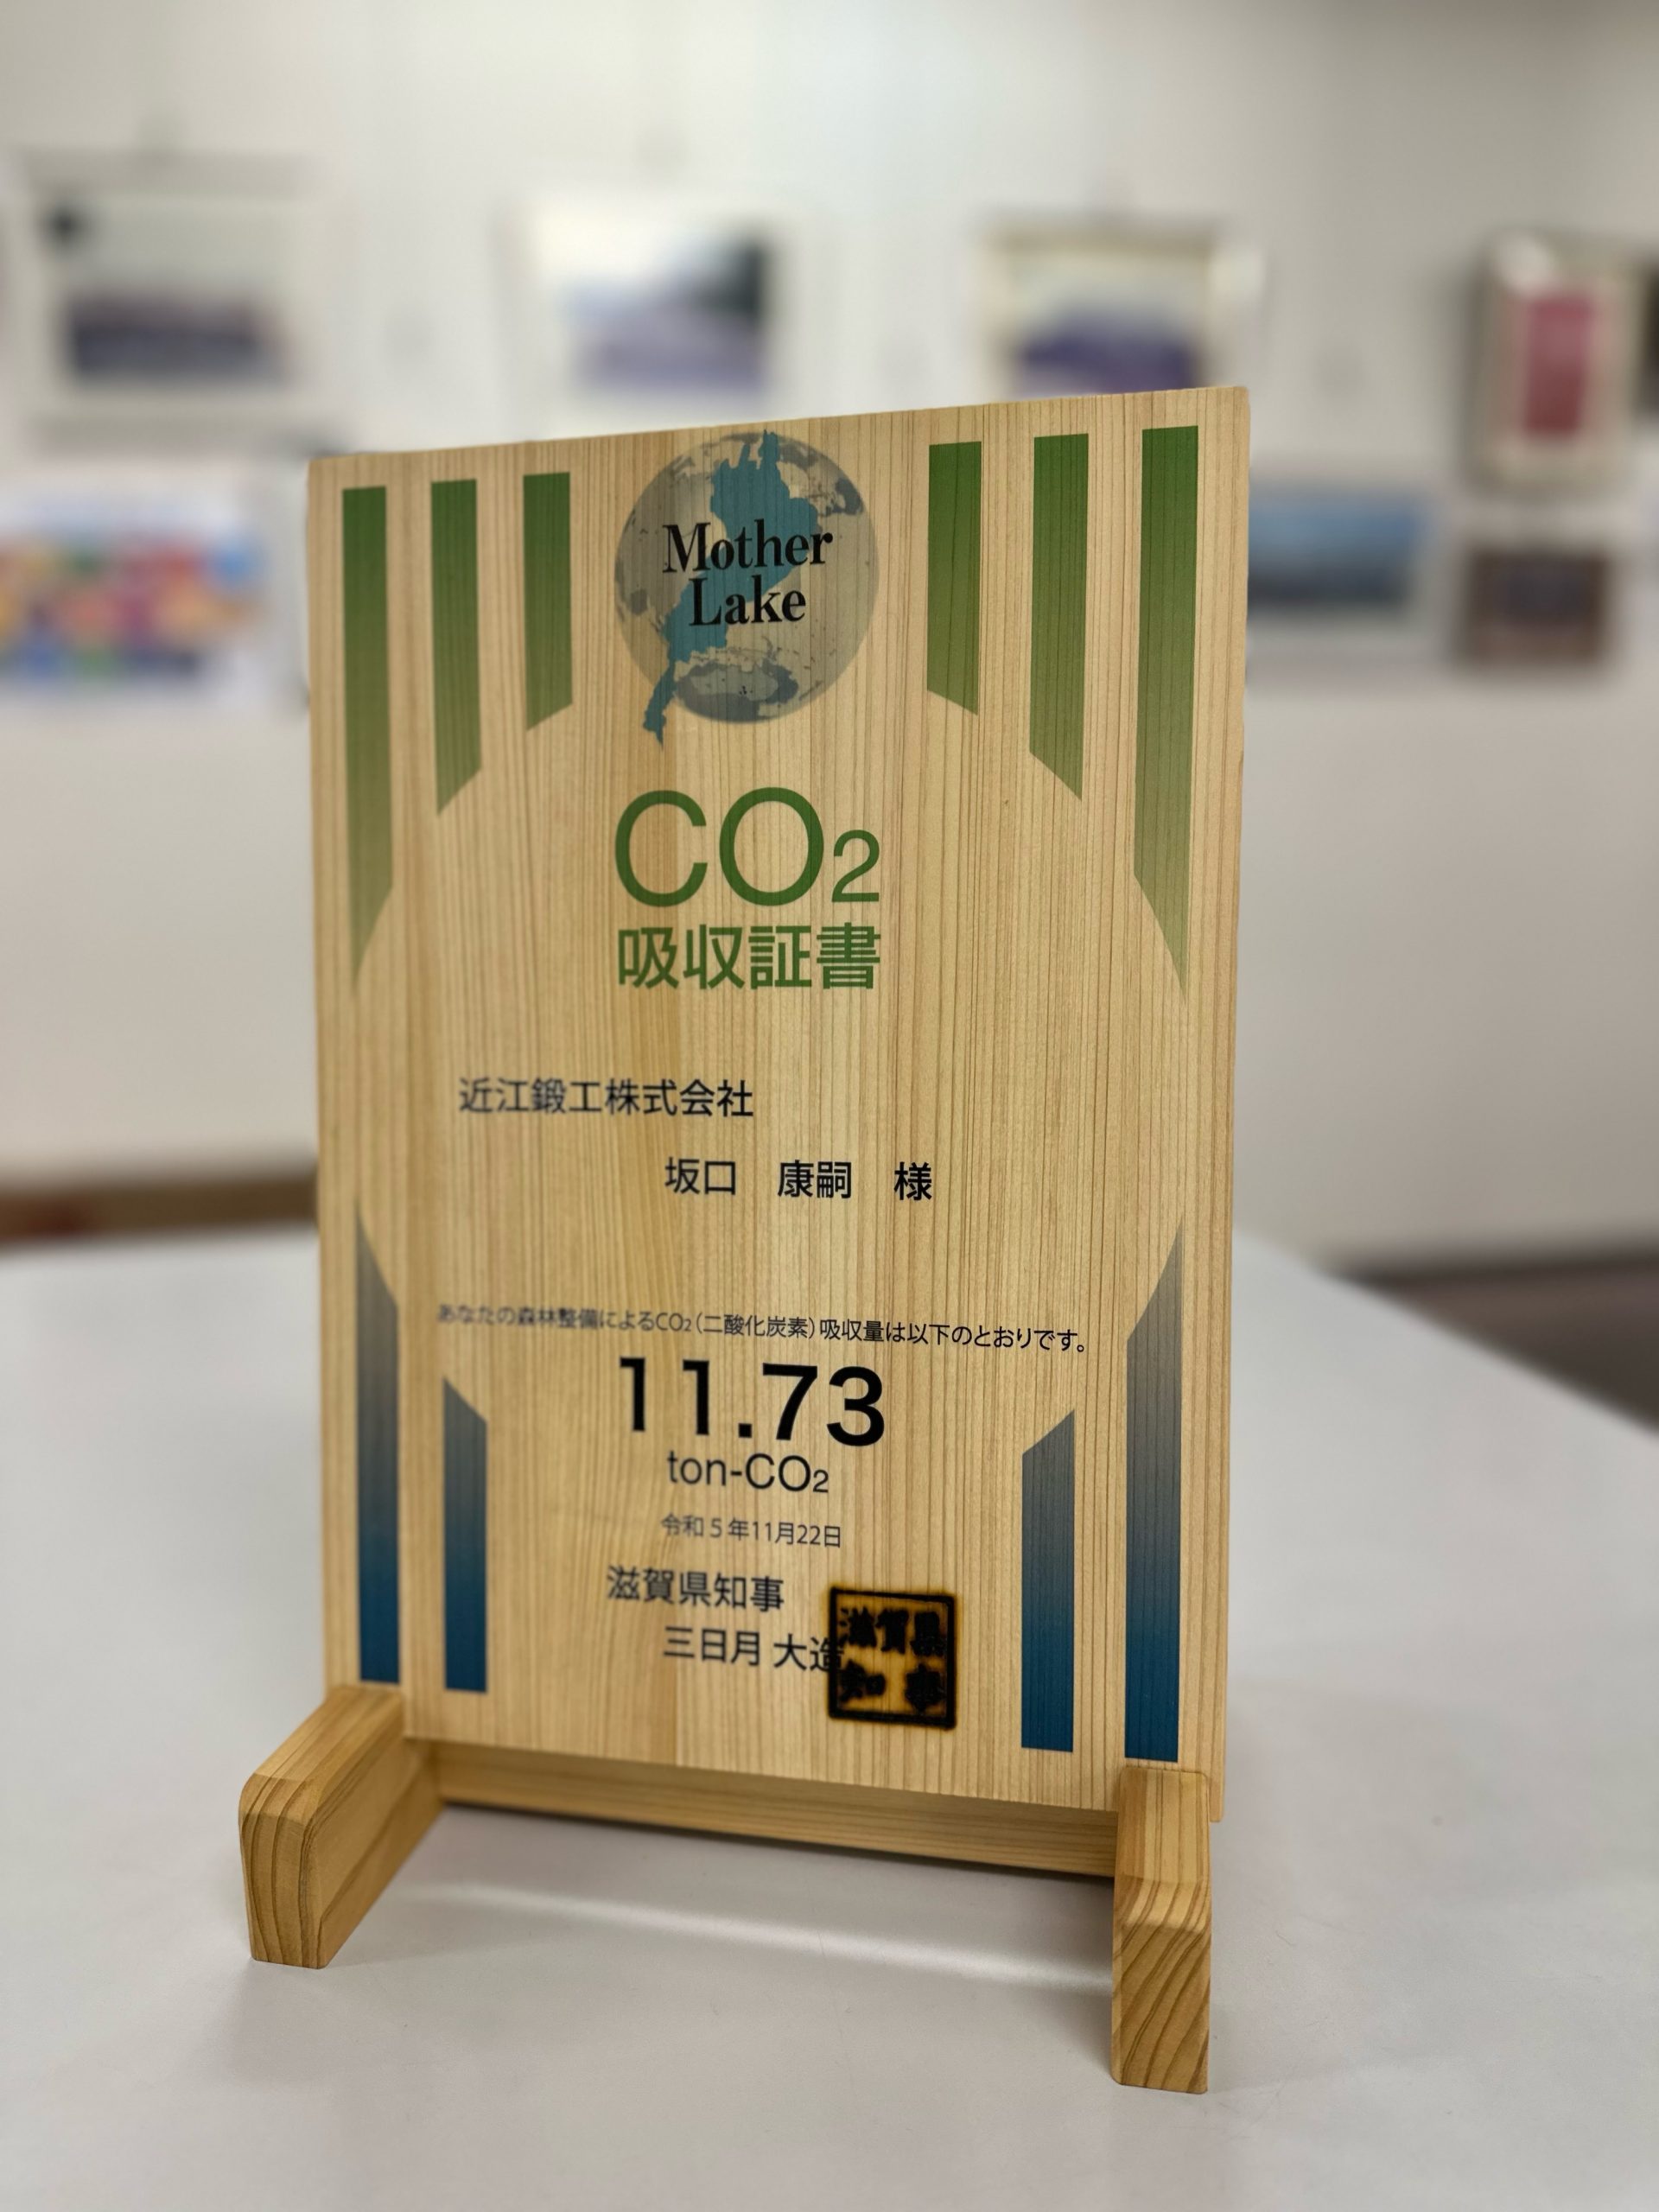 Mother
Lake
CO₂
吸収証書
近江鍛工株式会社
坂口 康嗣 様
あなたの森林整備によるCO₂(二酸化炭素)吸収量は以下のとおりです。
11.73
ton-CO₂
令和5年11月22日
滋賀県知事
三日月 大造
滋賀県
知事